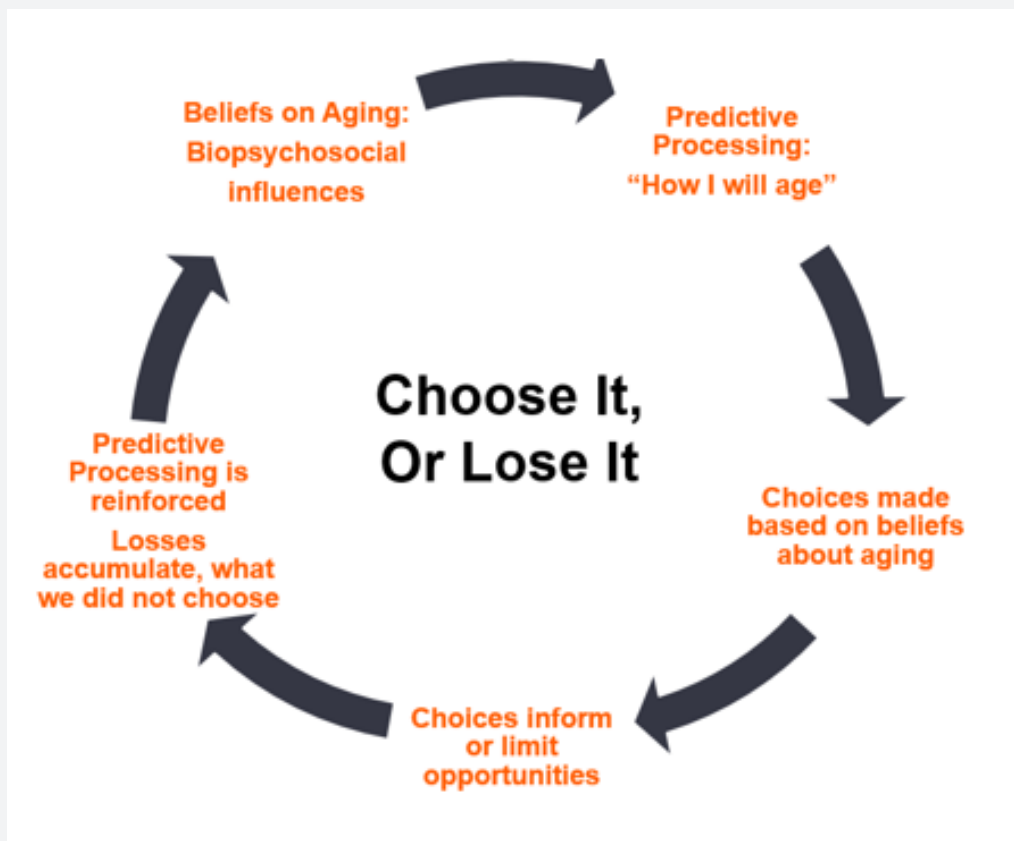 Beliefs on Aging:
Biopsychosocial
influences
Predictive
Processing:
“How I will age”
Choices made
based on beliefs
about aging
Choices inform
or limit
opportunities
Predictive
Processing is
reinforced
Losses
accumulate, what
we did not choose
Choose It,
Or Lose It